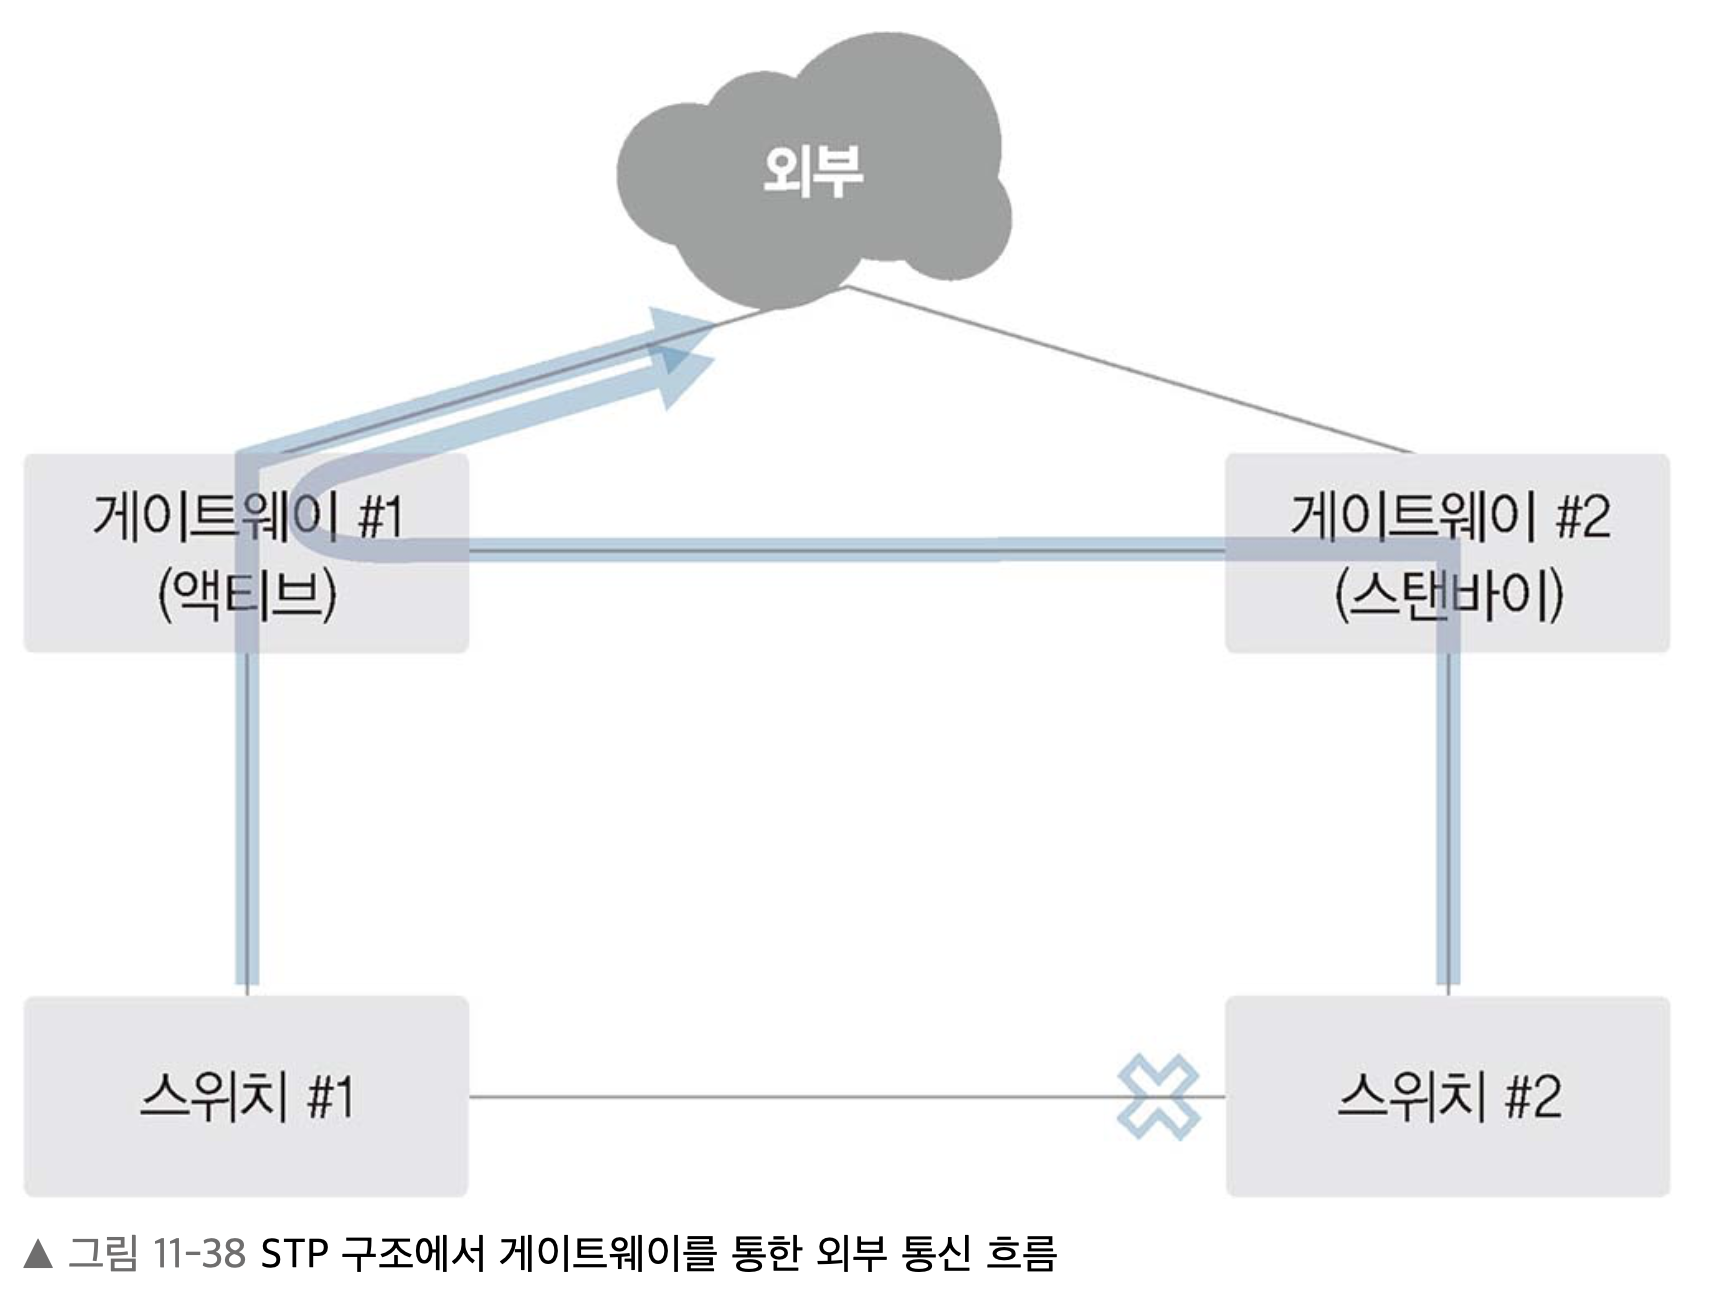 외부
게이트웨이 #1
(액티브)
게이트웨이 #2
(스탠바이)
스위치 #1
스위치 #2
▲ 그림 11-38 STP 구조에서 게이트웨이를 통한 외부 통신 흐름